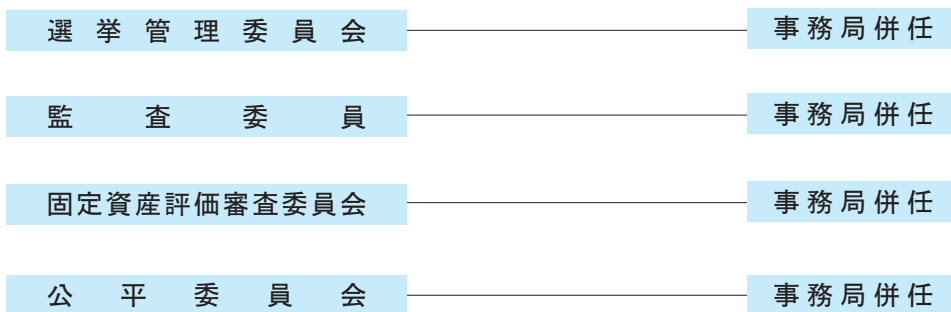 選挙管理委員会 事務局併任
監査委員 事務局併任
固定資産評価審査委員会 事務局併任
公平委員会 事務局併任